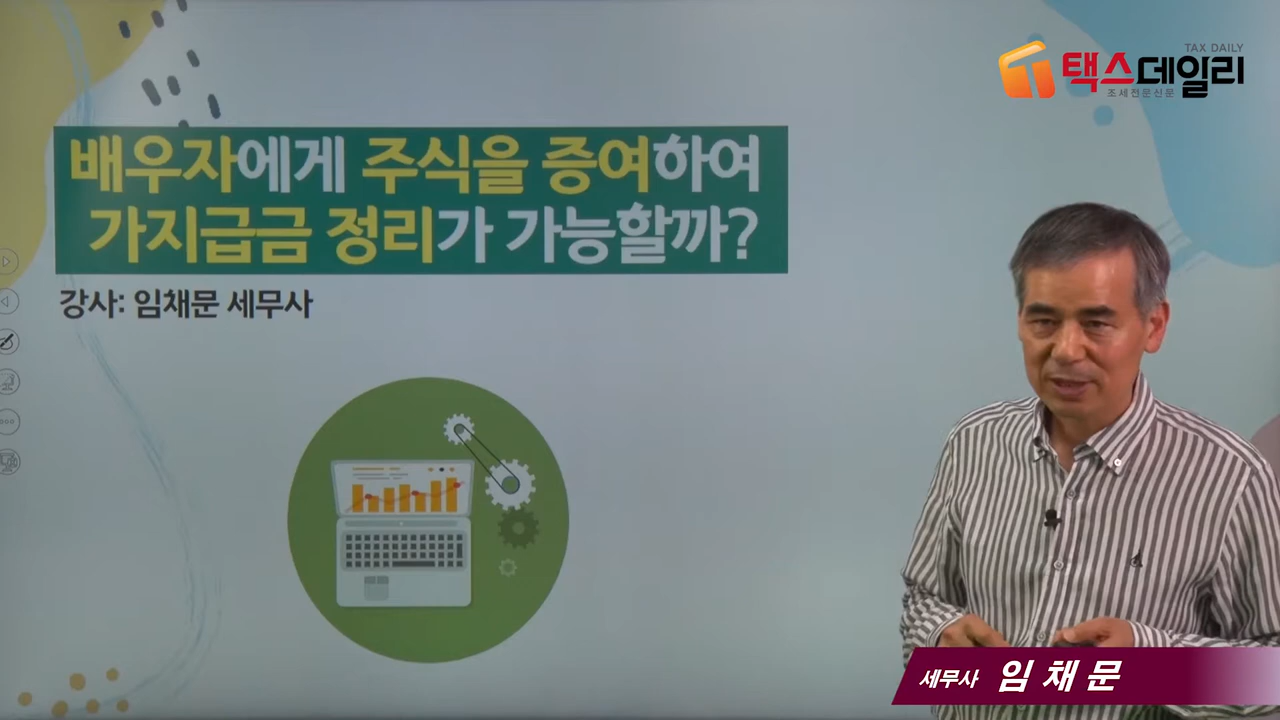 TAX DAILY
택스데일리
조세전문신문
배우자에게 주식을 증여하여
가지급금 정리가 가능할까?
강사: 임채문 세무사
세무사 임채문